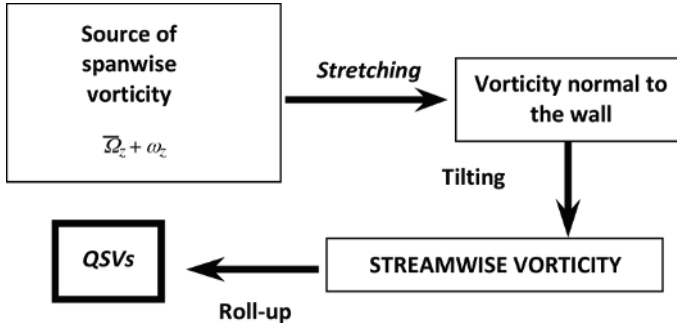 Source of
spanwise
vorticity
Ω̅z + ωz
Stretching
Vorticity normal to
the wall
Tilting
STREAMWISE VORTICITY
Roll-up
QSVs